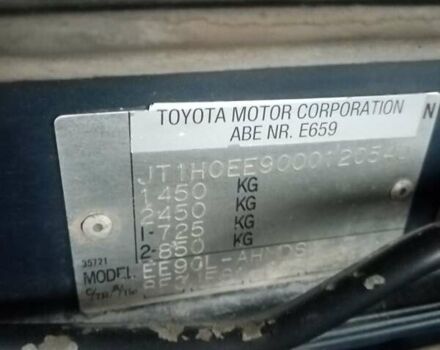 TOYOTA MOTOR CORPORATION
ABE NR. E659
N
1450 KG
2450 KG
1-725 KG
2-850 KG
35721
MODEL EE90L-AHMDS